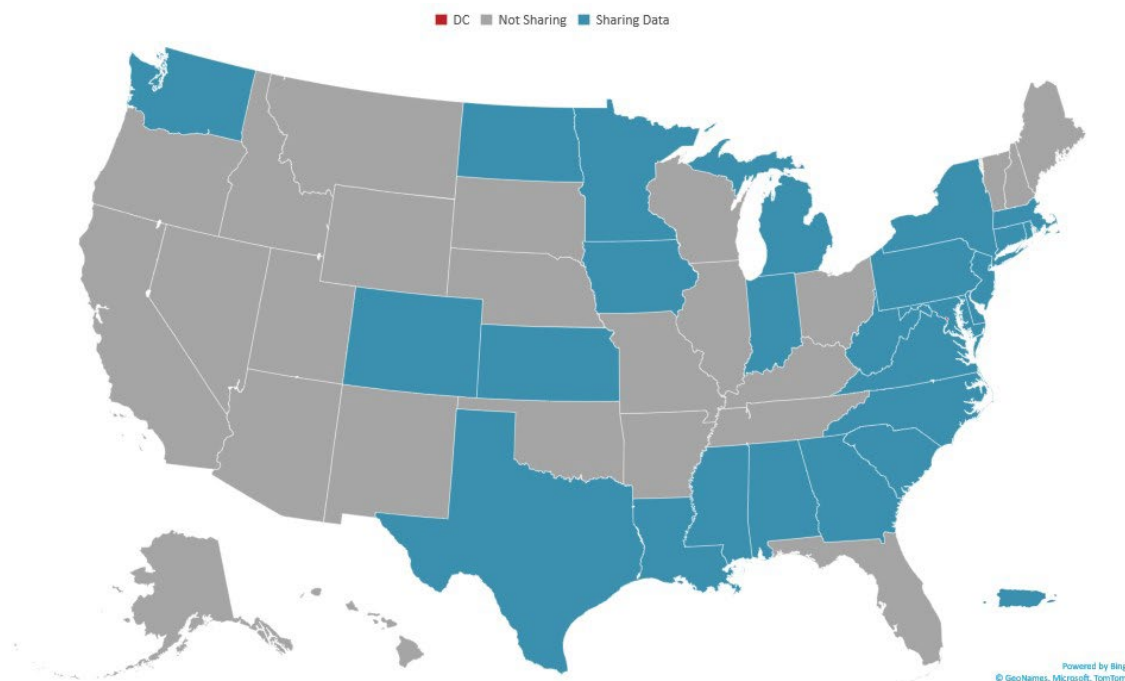 DC Not Sharing Sharing Data
Powered by Bing
© GeoNames, Microsoft, TomTom